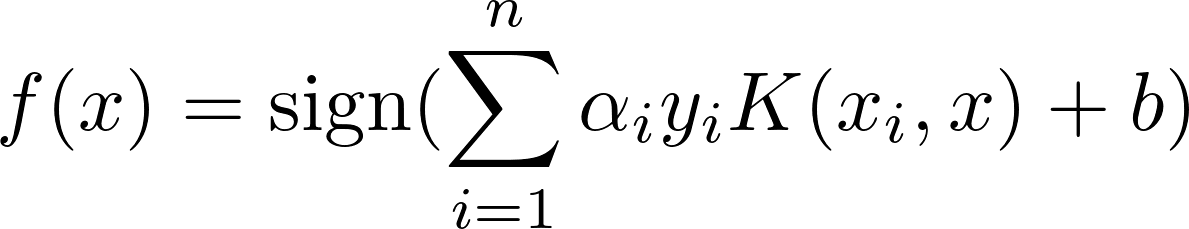 f(x) = sign(∑_{i=1}^{n} α_i y_i K(x_i, x) + b)